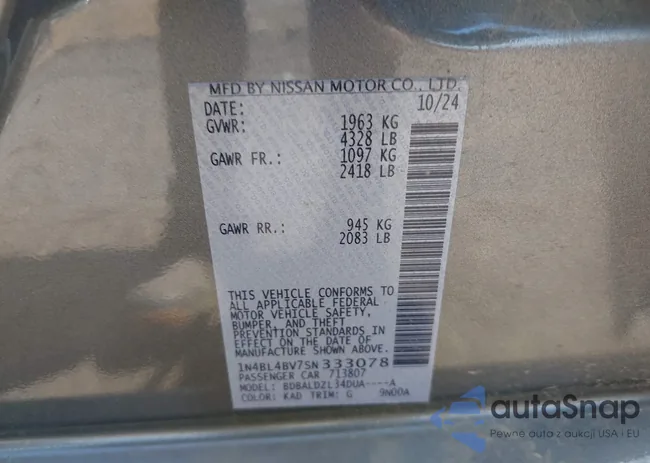 MFD BY NISSAN MOTOR CO., LTD.
DATE: 10/24
GVWR: 1963 KG
4328 LB
GAWR FR.: 1097 KG
2418 LB
GAWR RR.: 945 KG
2083 LB
THIS VEHICLE CONFORMS TO
ALL APPLICABLE FEDERAL
MOTOR VEHICLE SAFETY,
BUMPER, AND THEFT
PREVENTION STANDARDS IN
EFFECT ON THE DATE OF
MANUFACTURE SHOWN ABOVE.
1N4BL4BV7SN333078
PASSENGER CAR 713807
MODEL: BDBALDZL34DUA----A
COLOR: KAD TRIM: G 9N00A
autoSnap
Pewne auto z aukcji USA i EU